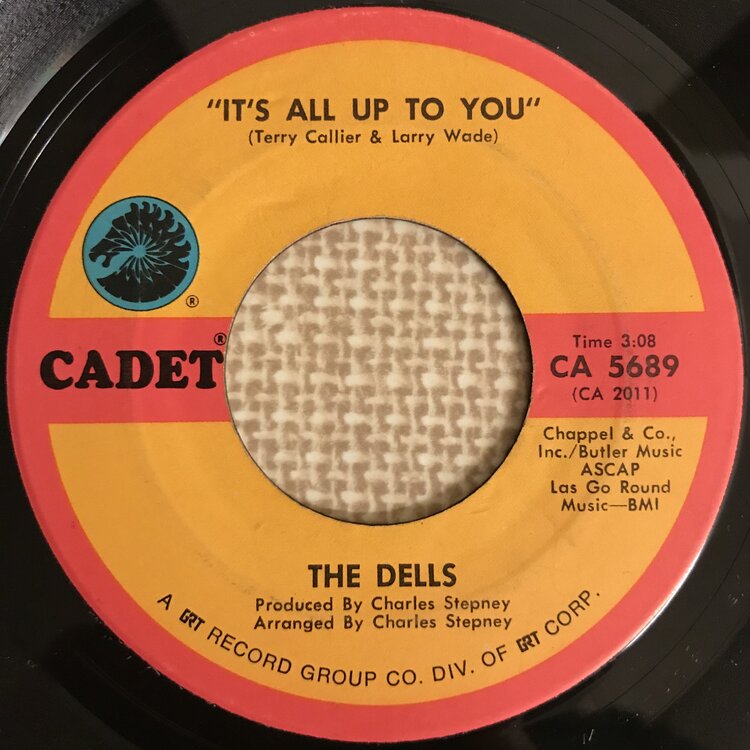 "IT'S ALL UP TO YOU"
(Terry Callier & Larry Wade)
®
CADET®
Time 3:08
CA 5689
(CA 2011)
Chappel & Co.,
Inc./Butler Music
ASCAP
Las Go Round
Music—BMI
THE DELLS
Produced By Charles Stepney
Arranged By Charles Stepney
A GRT RECORD GROUP CO. DIV. OF GRT CORP.